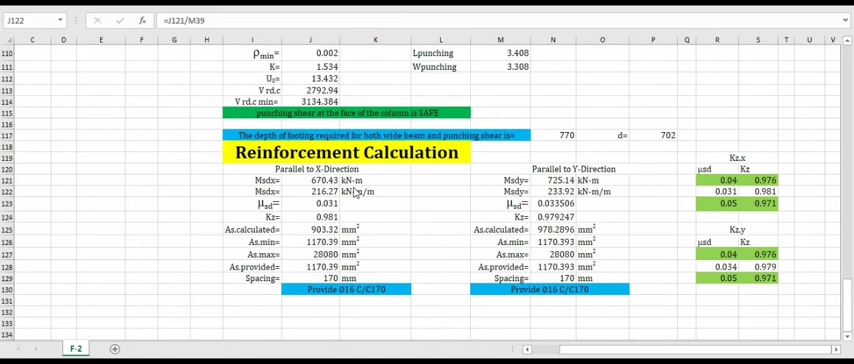 J122 fx =J121/M39
C D E F G H I J K L M N O P Q R S T U V
110 ρmin= 0.002 Lpunching 3.408
111 K= 1.534 Wpunching 3.308
112 U0= 13.432
113 V rd.c 2792.94
114 V rd.c min= 3134.384
115 punching shear at the face of the column is SAFE
116
117 The depth of footing required for both wide beam and punching shear is= 770 d= 702
118 Reinforcement Calculation
119 Kz,x
120 Parallel to X-Direction Parallel to Y-Direction μsd Kz
121 Msdx= 670.43 kN-m Msdy= 725.14 kN-m 0.04 0.976
122 Msdx= 216.27 kN-m/m Msdy= 233.92 kN-m/m 0.031 0.981
123 μsd= 0.031 μsd= 0.033506 0.05 0.971
124 Kz= 0.981 Kz= 0.979247
125 As,calculated= 903.32 mm² As,calculated= 978.2896 mm² Kz,y
126 As,min= 1170.39 mm² As,min= 1170.393 mm² μsd Kz
127 As.max= 28080 mm² As.max= 28080 mm² 0.04 0.976
128 As,provided= 1170.39 mm² As,provided= 1170.393 mm² 0.034 0.979
129 Spacing= 170 mm Spacing= 170 mm 0.05 0.971
130 Provide Ø16 C/C170 Provide Ø16 C/C170
131
132
133
134
F-2